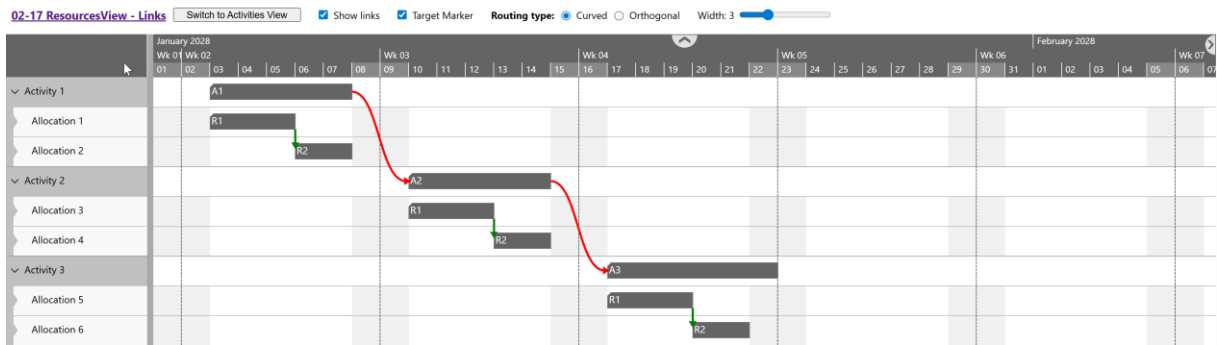 02-17 ResourcesView - Links Switch to Activities View Show links Target Marker Routing type: Curved Orthogonal Width: 3
January 2028 February 2028
Wk 01 Wk 02 Wk 03 Wk 04 Wk 05 Wk 06 Wk 07
01 02 03 04 05 06 07 08 09 10 11 12 13 14 15 16 17 18 19 20 21 22 23 24 25 26 27 28 29 30 31 01 02 03 04 05 06 07
Activity 1 A1
Allocation 1 R1
Allocation 2 R2
Activity 2 A2
Allocation 3 R1
Allocation 4 R2
Activity 3 A3
Allocation 5 R1
Allocation 6 R2